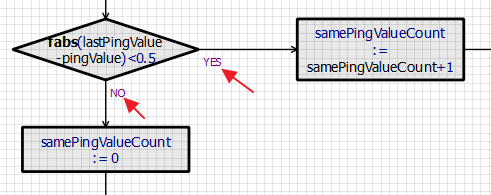 fabs(lastPingValue
-pingValue)<0.5
YES
samePingValueCount
:=
samePingValueCount+1
NO
samePingValueCount
:= 0